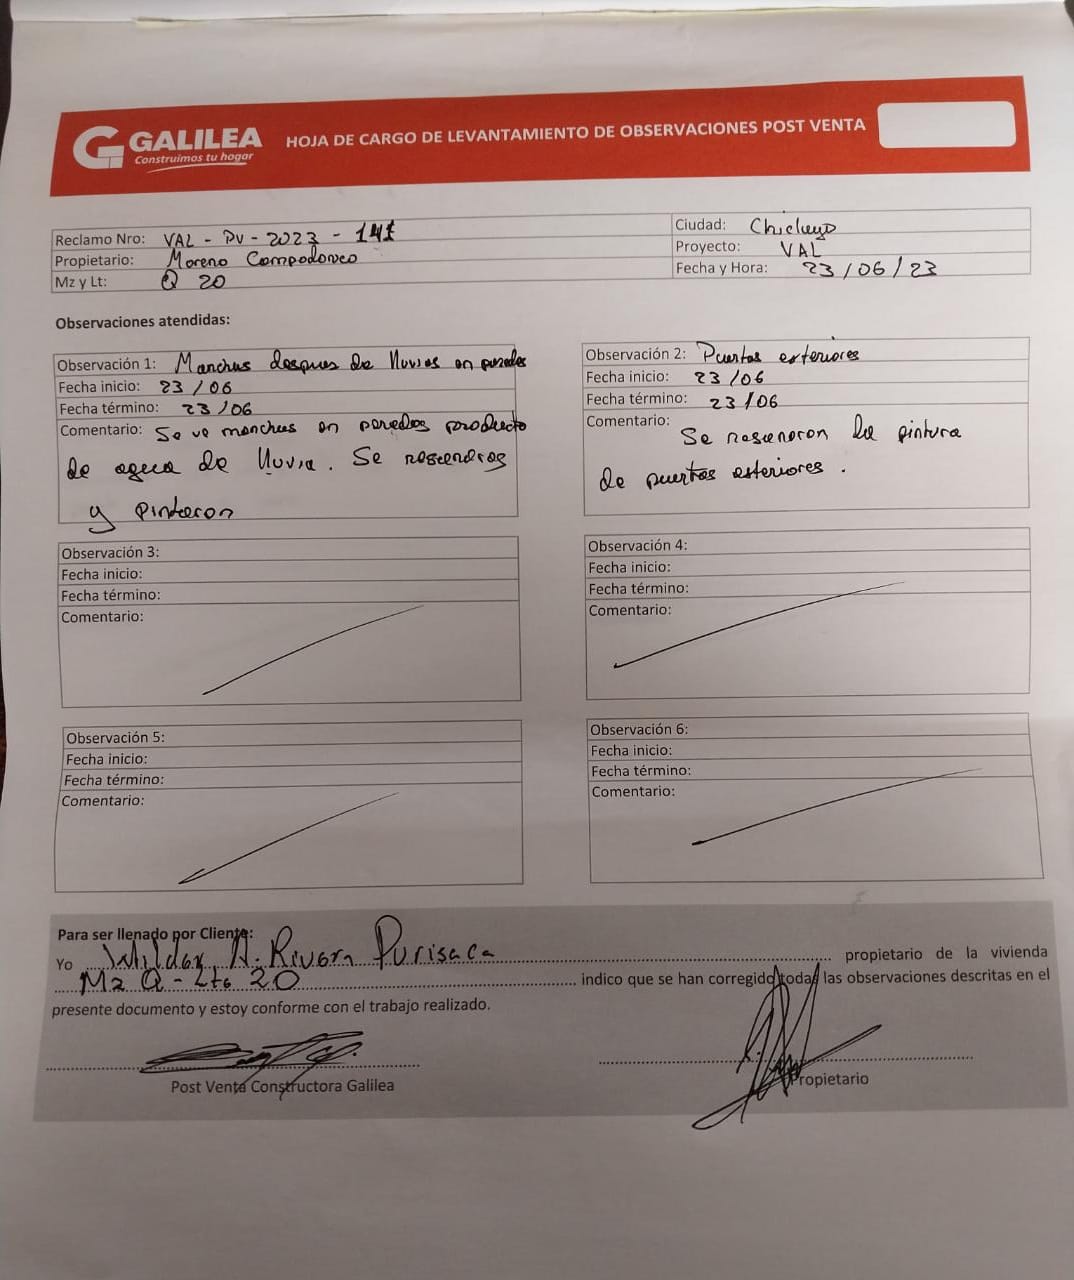 GALILEA
Construimos tu hogar
HOJA DE CARGO DE LEVANTAMIENTO DE OBSERVACIONES POST VENTA
Reclamo Nro: VAL - PV - 2023 - 141
Ciudad: Chiclayo
Propietario: Moreno Campodonico
Proyecto: VAL
Mz y Lt: Q 20
Fecha y Hora: 23/06/23
Observaciones atendidas:
Observación 1: Manchas despues de lluvias en paredes
Fecha inicio: 23/06
Fecha término: 23/06
Comentario: Se ve manchas en paredes producto
de agua de lluvia. Se
y pintaron
Observación 2: Puertas exteriores
Fecha inicio: 23/06
Fecha término: 23/06
Comentario: Se la pintura
de puertas exteriores.
Observación 3:
Fecha inicio:
Fecha término:
Comentario:
Observación 4:
Fecha inicio:
Fecha término:
Comentario:
Observación 5:
Fecha inicio:
Fecha término:
Comentario:
Observación 6:
Fecha inicio:
Fecha término:
Comentario:
Para ser llenado por Cliente:
Yo Wilder A. Rivera Purisaca propietario de la vivienda
Mz Q - Lte 20 indico que se han corregido todas las observaciones descritas en el
presente documento y estoy conforme con el trabajo realizado.
Post Venta Constructora Galilea
Propietario